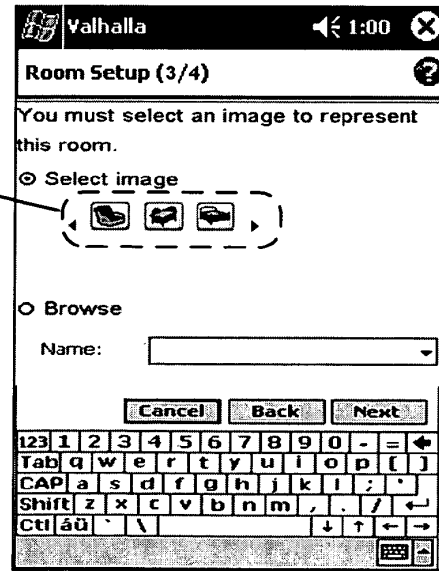 Valhalla 1:00
Room Setup (3/4) ?
You must select an image to represent
this room.
Select image
Browse
Name:
Cancel Back Next
123 1 2 3 4 5 6 7 8 9 0 - =
Tab q w e r t y u i o p [ ]
CAP a s d f g h j k l ; '
Shift z x c v b n m , . /
Ctl áü ` \